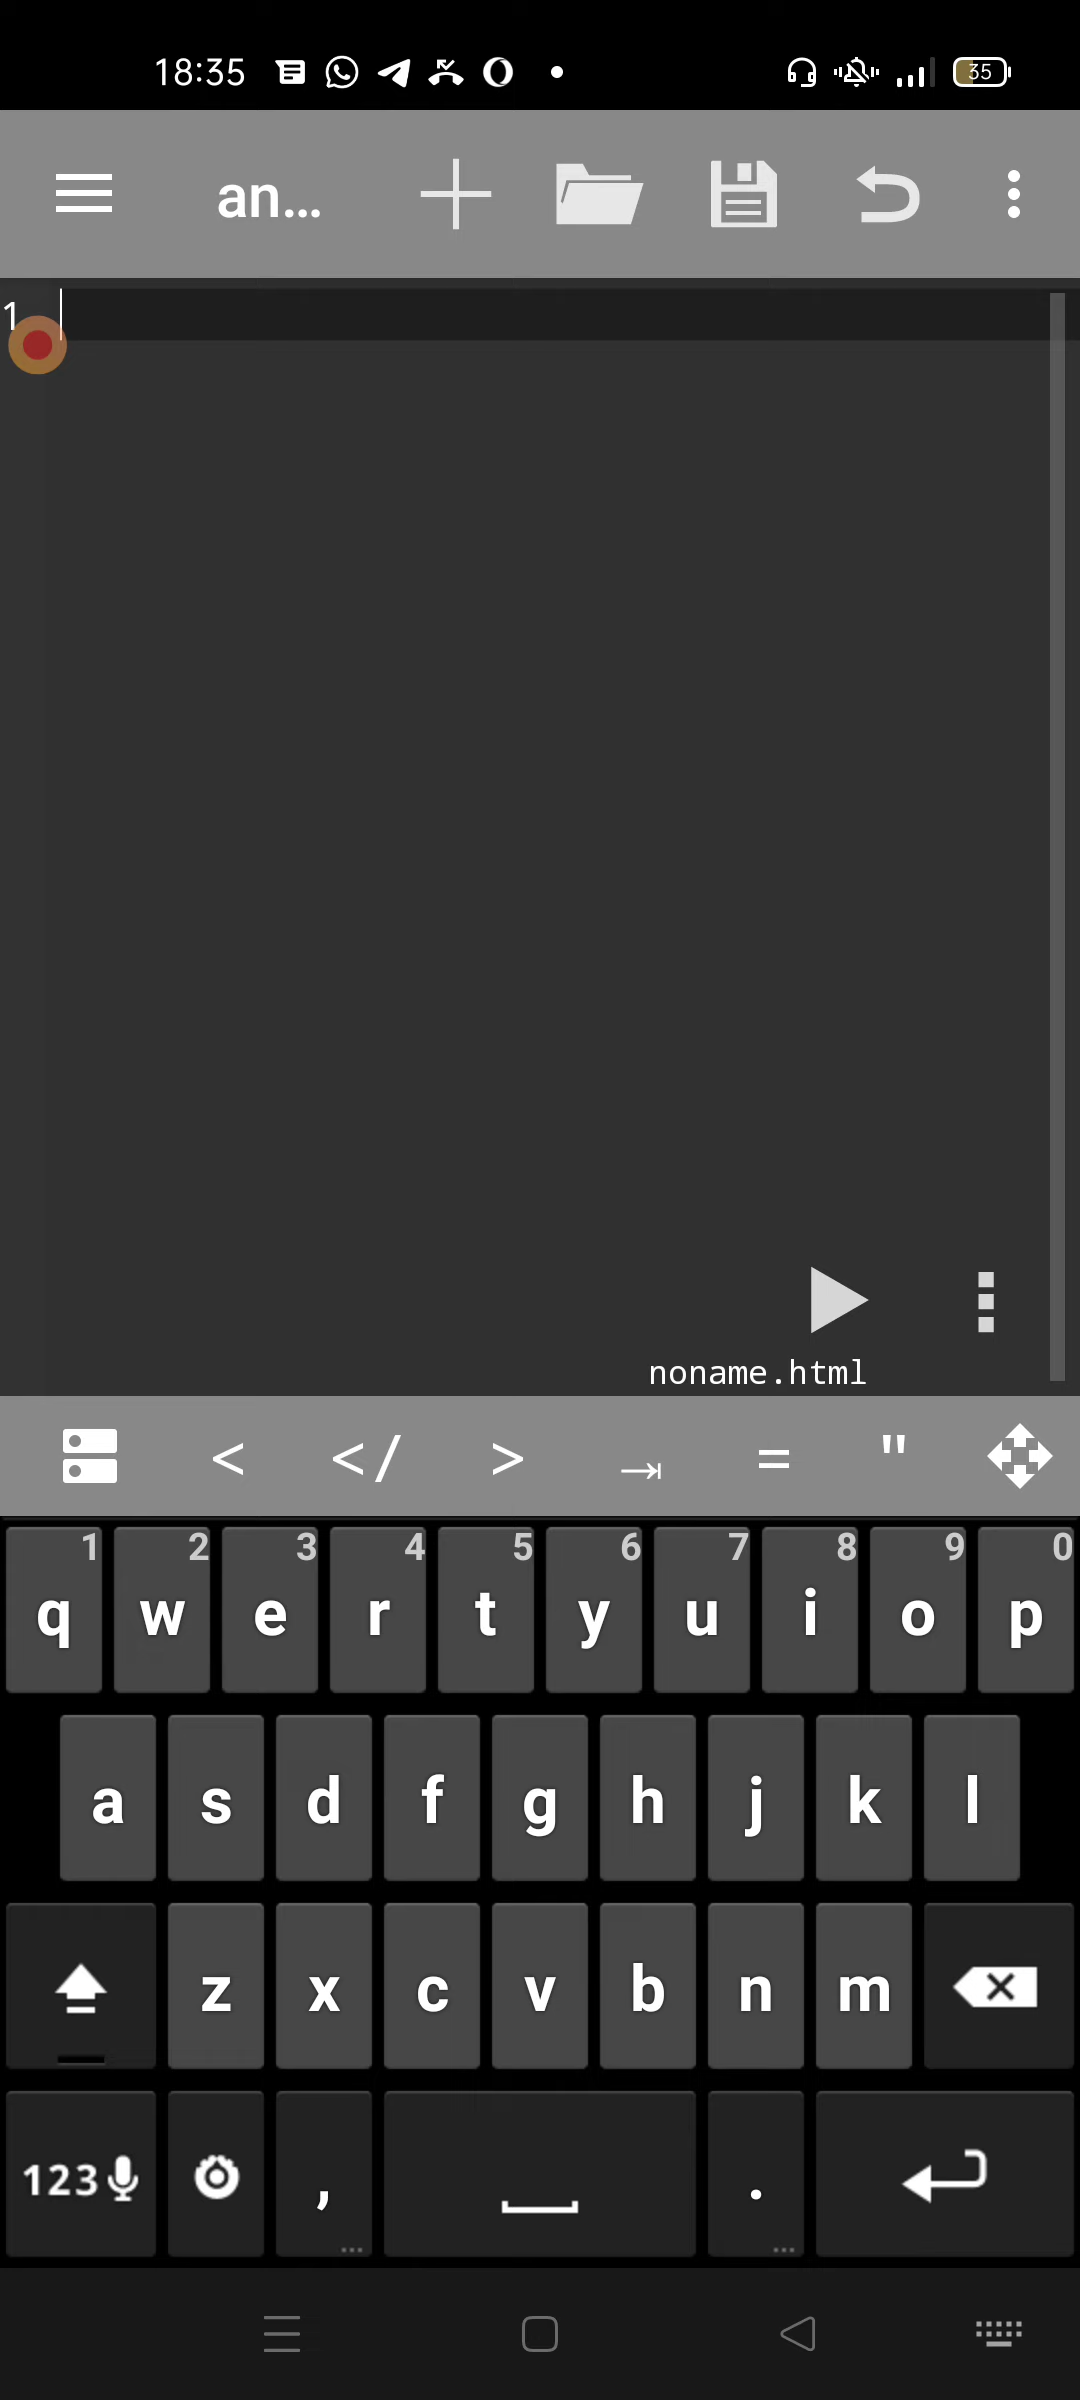 18:35 35
an...
1
noname.html
< </ > →| = "
1 2 3 4 5 6 7 8 9 0
q w e r t y u i o p
a s d f g h j k l
z x c v b n m
123 , .